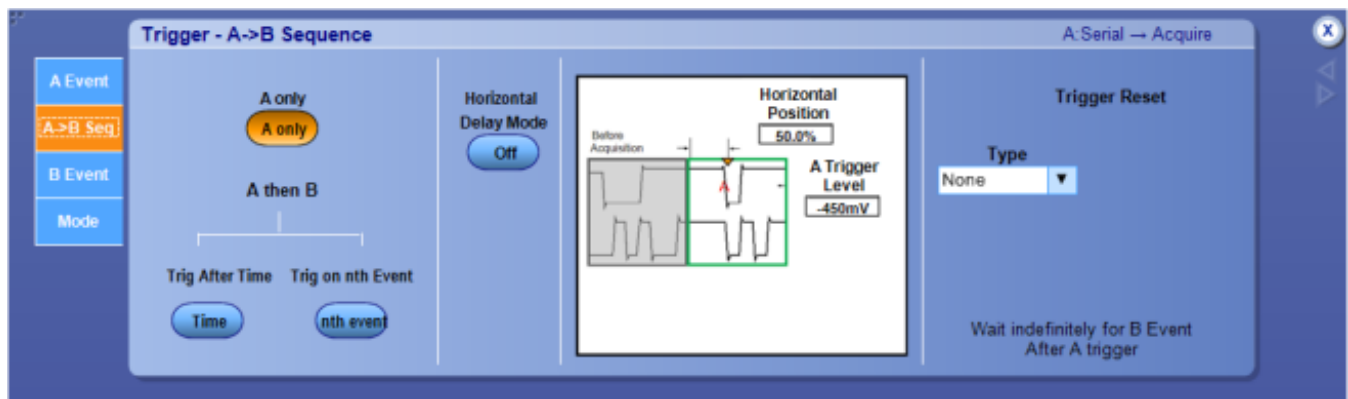 Trigger - A->B Sequence
A:Serial → Acquire
X
A Event
A->B Seq
B Event
Mode
A only
A only
A then B
Trig After Time
Trig on nth Event
Time
nth event
Horizontal
Delay Mode
Off
Horizontal
Position
50.0%
Before
Acquisition
A
A Trigger
Level
-450mV
Trigger Reset
Type
None
Wait indefinitely for B Event
After A trigger